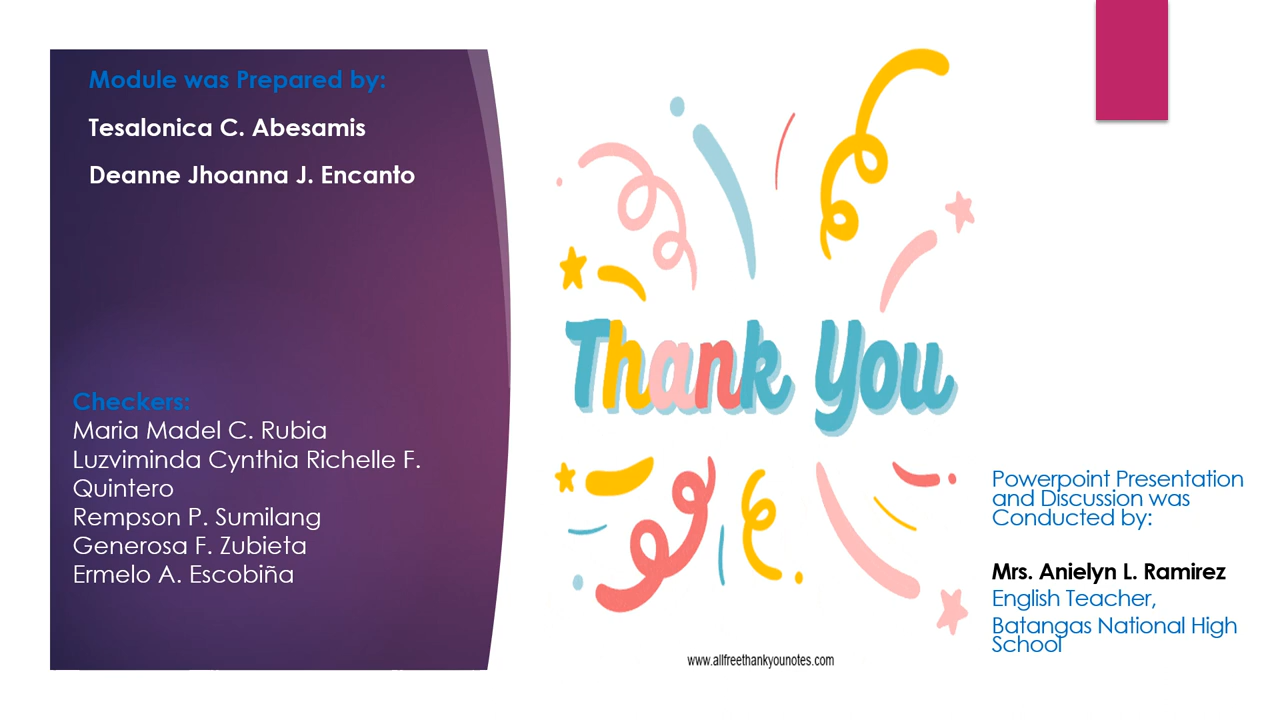 Module was Prepared by:
Tesalonica C. Abesamis
Deanne Jhoanna J. Encanto
Checkers:
Maria Madel C. Rubia
Luzviminda Cynthia Richelle F.
Quintero
Rempson P. Sumilang
Generosa F. Zubieta
Ermelo A. Escobiña
Thank You
www.allfreethankyounotes.com
Powerpoint Presentation
and Discussion was
Conducted by:
Mrs. Anielyn L. Ramirez
English Teacher,
Batangas National High
School